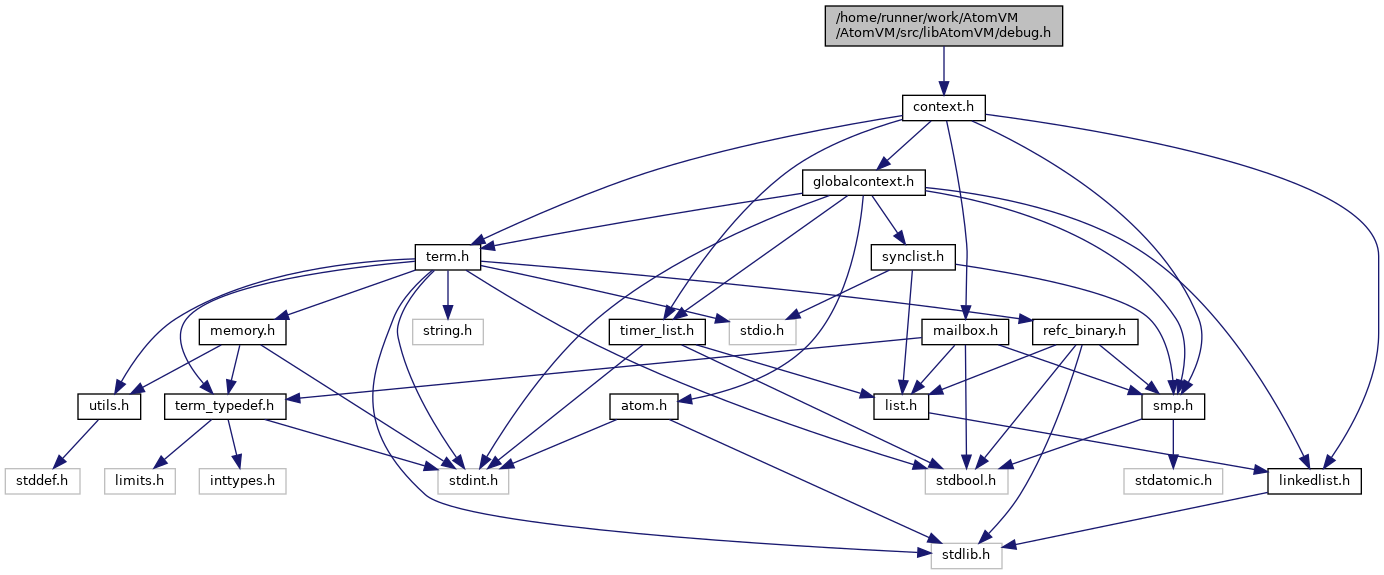 /home/runner/work/AtomVM
/AtomVM/src/libAtomVM/debug.h
context.h
globalcontext.h
term.h
synclist.h
memory.h
string.h
timer_list.h
stdio.h
mailbox.h
refc_binary.h
utils.h
term_typedef.h
atom.h
list.h
smp.h
stddef.h
limits.h
inttypes.h
stdint.h
stdbool.h
stdatomic.h
linkedlist.h
stdlib.h